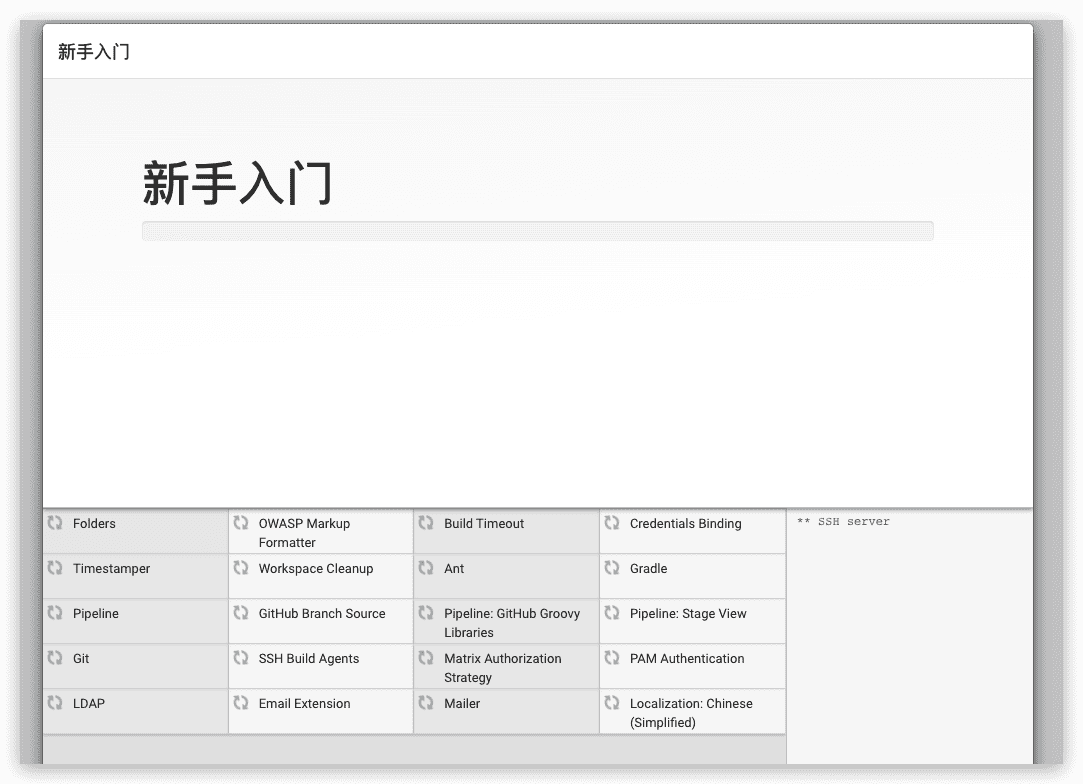 新手入门
新手入门
Folders
OWASP Markup
Formatter
Build Timeout
Credentials Binding
** SSH server
Timestamper
Workspace Cleanup
Ant
Gradle
Pipeline
GitHub Branch Source
Pipeline: GitHub Groovy
Libraries
Pipeline: Stage View
Git
SSH Build Agents
Matrix Authorization
Strategy
PAM Authentication
LDAP
Email Extension
Mailer
Localization: Chinese
(Simplified)